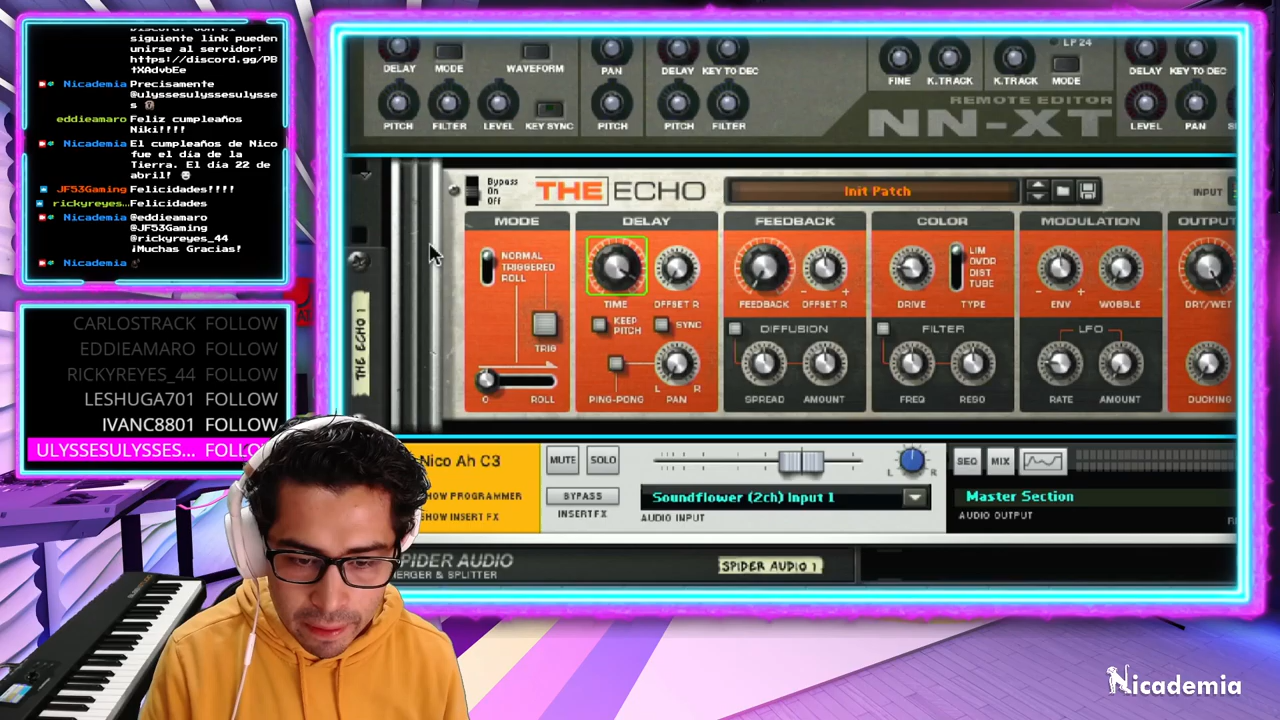 Discord! Con el
siguiente link pueden
unirse al servidor:
https://discord.gg/PB
tXAdvbEe
Nicademia Precisamente
@ulyssesulyssesulysse
s
eddieamaro Feliz cumpleaños
Niki!!!!
Nicademia El cumpleaños de Nico
fue el día de la
Tierra. El día 22 de
abril!
JF53Gaming Felicidades!!!!
rickyreyes… Felicidades
Nicademia
@eddieamaro
@JF53Gaming
@rickyreyes_44
¡Muchas Gracias!
Nicademia
CARLOSTRACK FOLLOW
EDDIEAMARO FOLLOW
RICKYREYES_44 FOLLOW
LESHUGA701 FOLLOW
IVANC8801 FOLLOW
ULYSSESULYSSES... FOLL
DELAY MODE WAVEFORM PAN DELAY KEY TO DEC FINE K.TRACK K.TRACK MODE LP 24 DELAY KEY TO DEC
PITCH FILTER LEVEL KEY SYNC PITCH PITCH FILTER LEVEL PAN
REMOTE EDITOR
NN-XT
Bypass
On
Off
THE ECHO
Init Patch
INPUT
MODE DELAY FEEDBACK COLOR MODULATION OUTPU
NORMAL
TRIGGERED
ROLL
LIM
OVDR
DIST
TUBE
TIME OFFSET R FEEDBACK - OFFSET R + DRIVE TYPE - ENV + WOBBLE DRY/WET
KEEP
PITCH
SYNC
DIFFUSION FILTER LFO
TRIG
0 ROLL PING-PONG L PAN R SPREAD AMOUNT FREQ RESO RATE AMOUNT DUCKING
THE ECHO 1
Nico Ah C3
MUTE SOLO
L R
SEQ MIX
SHOW PROGRAMMER
BYPASS
Soundflower (2ch) Input 1
Master Section
SHOW INSERT FX
INSERT FX
AUDIO INPUT
AUDIO OUTPUT
SPIDER AUDIO
MERGER & SPLITTER
SPIDER AUDIO 1
Nicademia